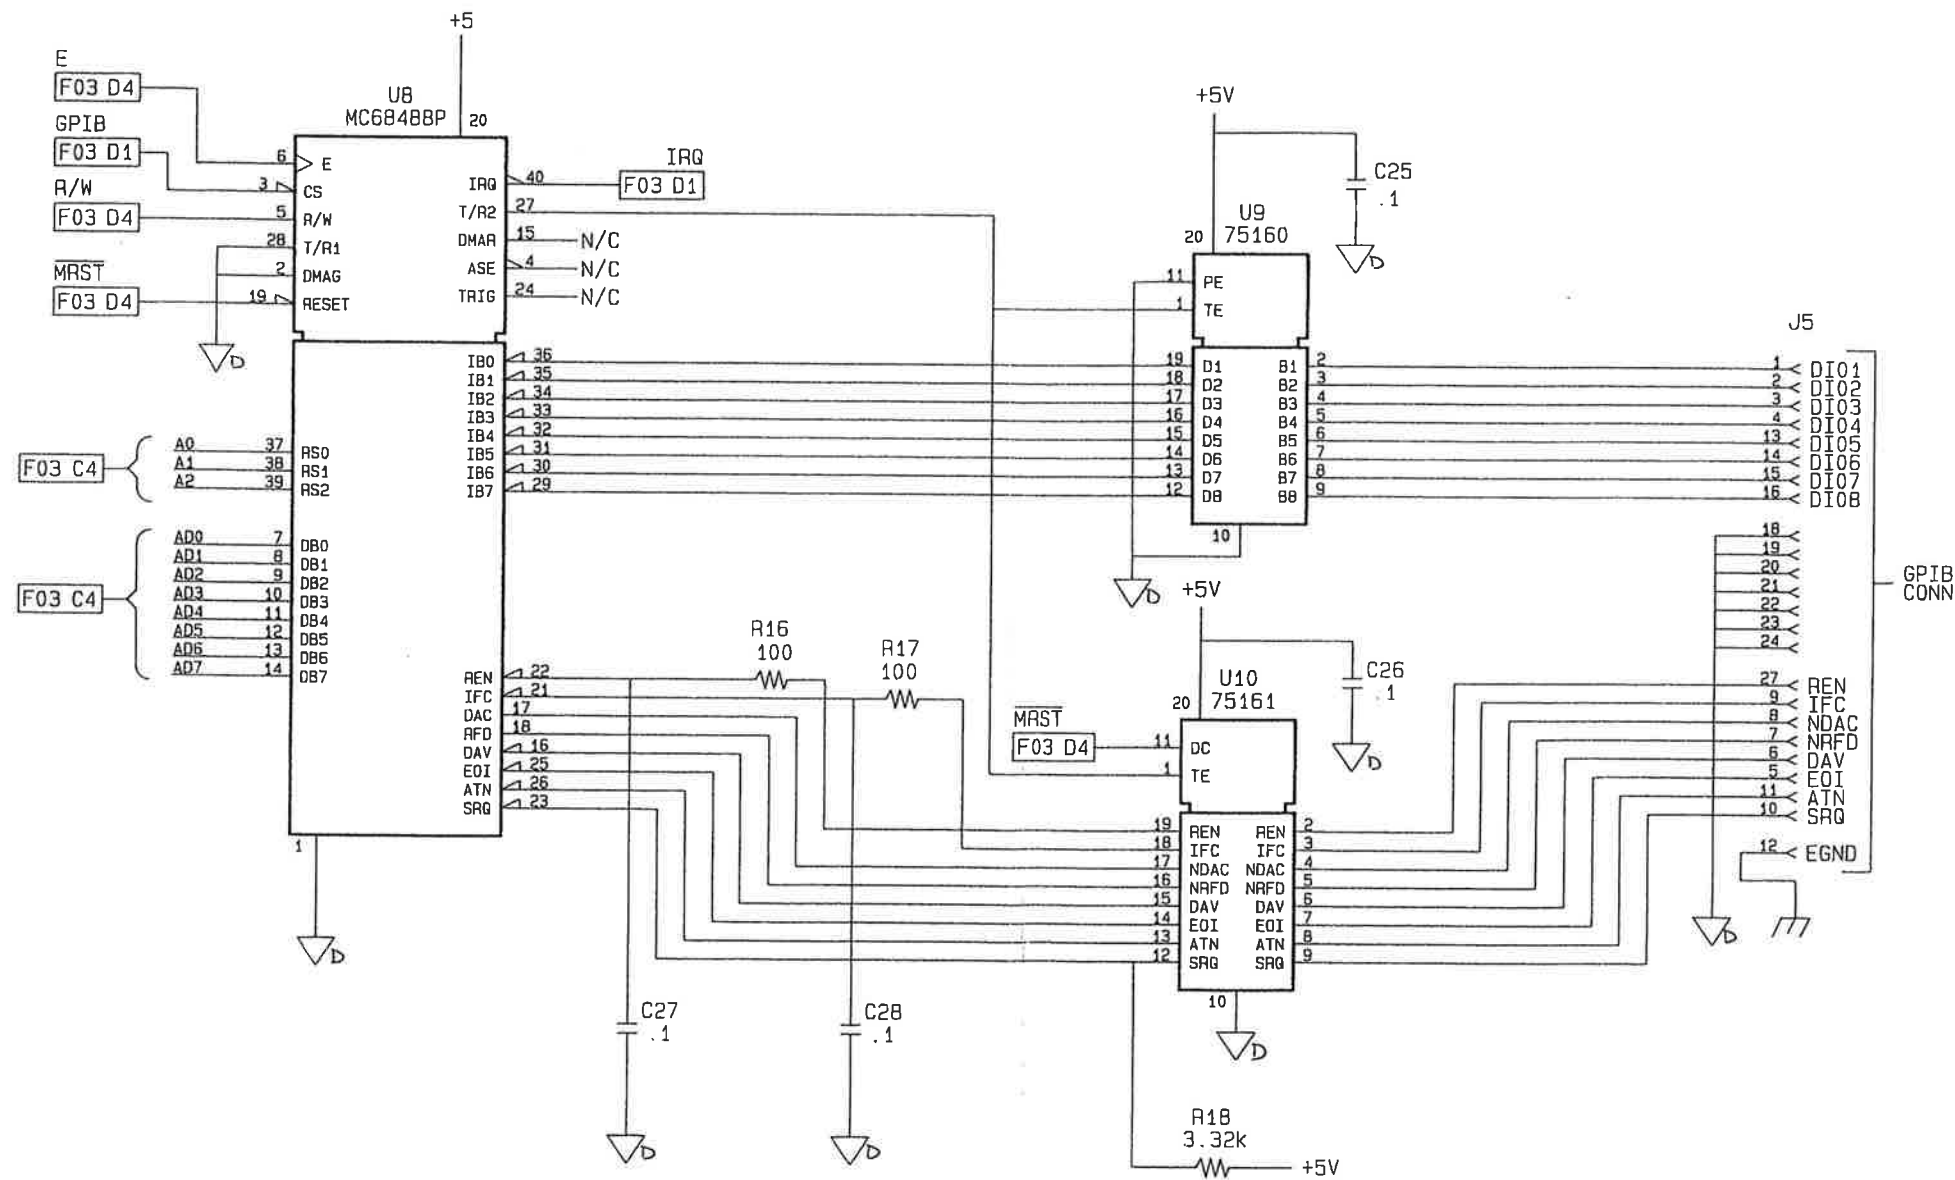 +5
E
F03 D4
U8
MC68488P
20
GPIB
F03 D1
R/W
F03 D4
MRST
F03 D4
6 E
3 CS
5 R/W
28 T/R1
2 DMAG
19 RESET
D
IRQ 40
IRQ
F03 D1
T/R2 27
DMAR 15 N/C
ASE 4 N/C
TRIG 24 N/C
IB0 36
IB1 35
IB2 34
IB3 33
IB4 32
IB5 31
IB6 30
IB7 29
F03 C4
A0 37 RS0
A1 38 RS1
A2 39 RS2
F03 C4
AD0 7 DB0
AD1 8 DB1
AD2 9 DB2
AD3 10 DB3
AD4 11 DB4
AD5 12 DB5
AD6 13 DB6
AD7 14 DB7
REN 22
IFC 21
DAC 17
RFD 18
DAV 16
EOI 25
ATN 26
SRQ 23
1
D
R16
100
R17
100
C27
.1
D
C28
.1
D
+5V
C25
.1
D
U9
75160
20
11 PE
1 TE
19 D1 B1 2
18 D2 B2 3
17 D3 B3 4
16 D4 B4 5
15 D5 B5 6
14 D6 B6 7
13 D7 B7 8
12 D8 B8 9
10
D
+5V
C26
.1
D
U10
75161
20
MRST
F03 D4
11 DC
1 TE
19 REN REN 2
18 IFC IFC 3
17 NDAC NDAC 4
16 NRFD NRFD 5
15 DAV DAV 6
14 EOI EOI 7
13 ATN ATN 8
12 SRQ SRQ 9
10
D
R18
3.32k
+5V
J5
1 DIO1
2 DIO2
3 DIO3
4 DIO4
13 DIO5
14 DIO6
15 DIO7
16 DIO8
18
19
20
21
22
23
24
GPIB
CONN
27 REN
9 IFC
8 NDAC
7 NRFD
6 DAV
5 EOI
11 ATN
10 SRQ
12 EGND
D